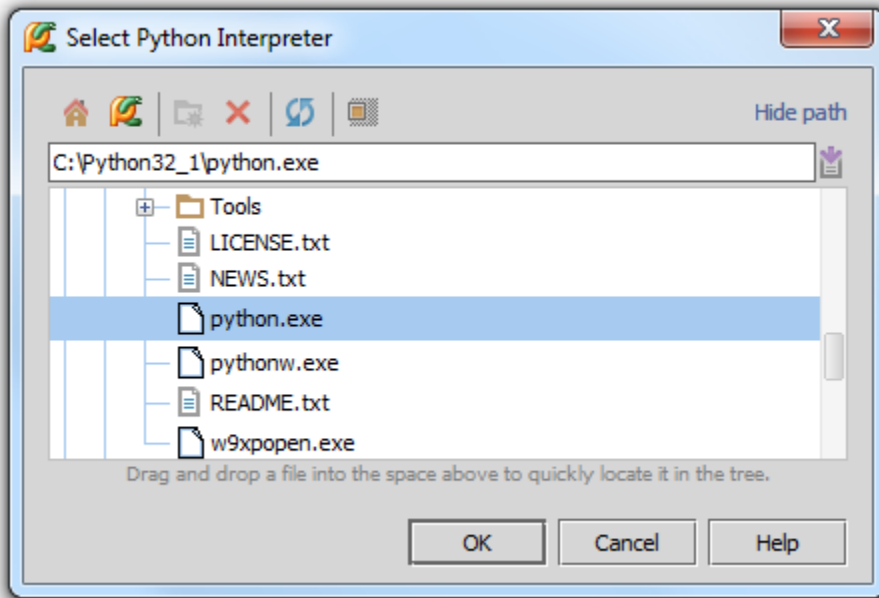 Select Python Interpreter
Hide path
C:\Python32_1\python.exe
Tools
LICENSE.txt
NEWS.txt
python.exe
pythonw.exe
README.txt
w9xpopen.exe
Drag and drop a file into the space above to quickly locate it in the tree.
OK Cancel Help